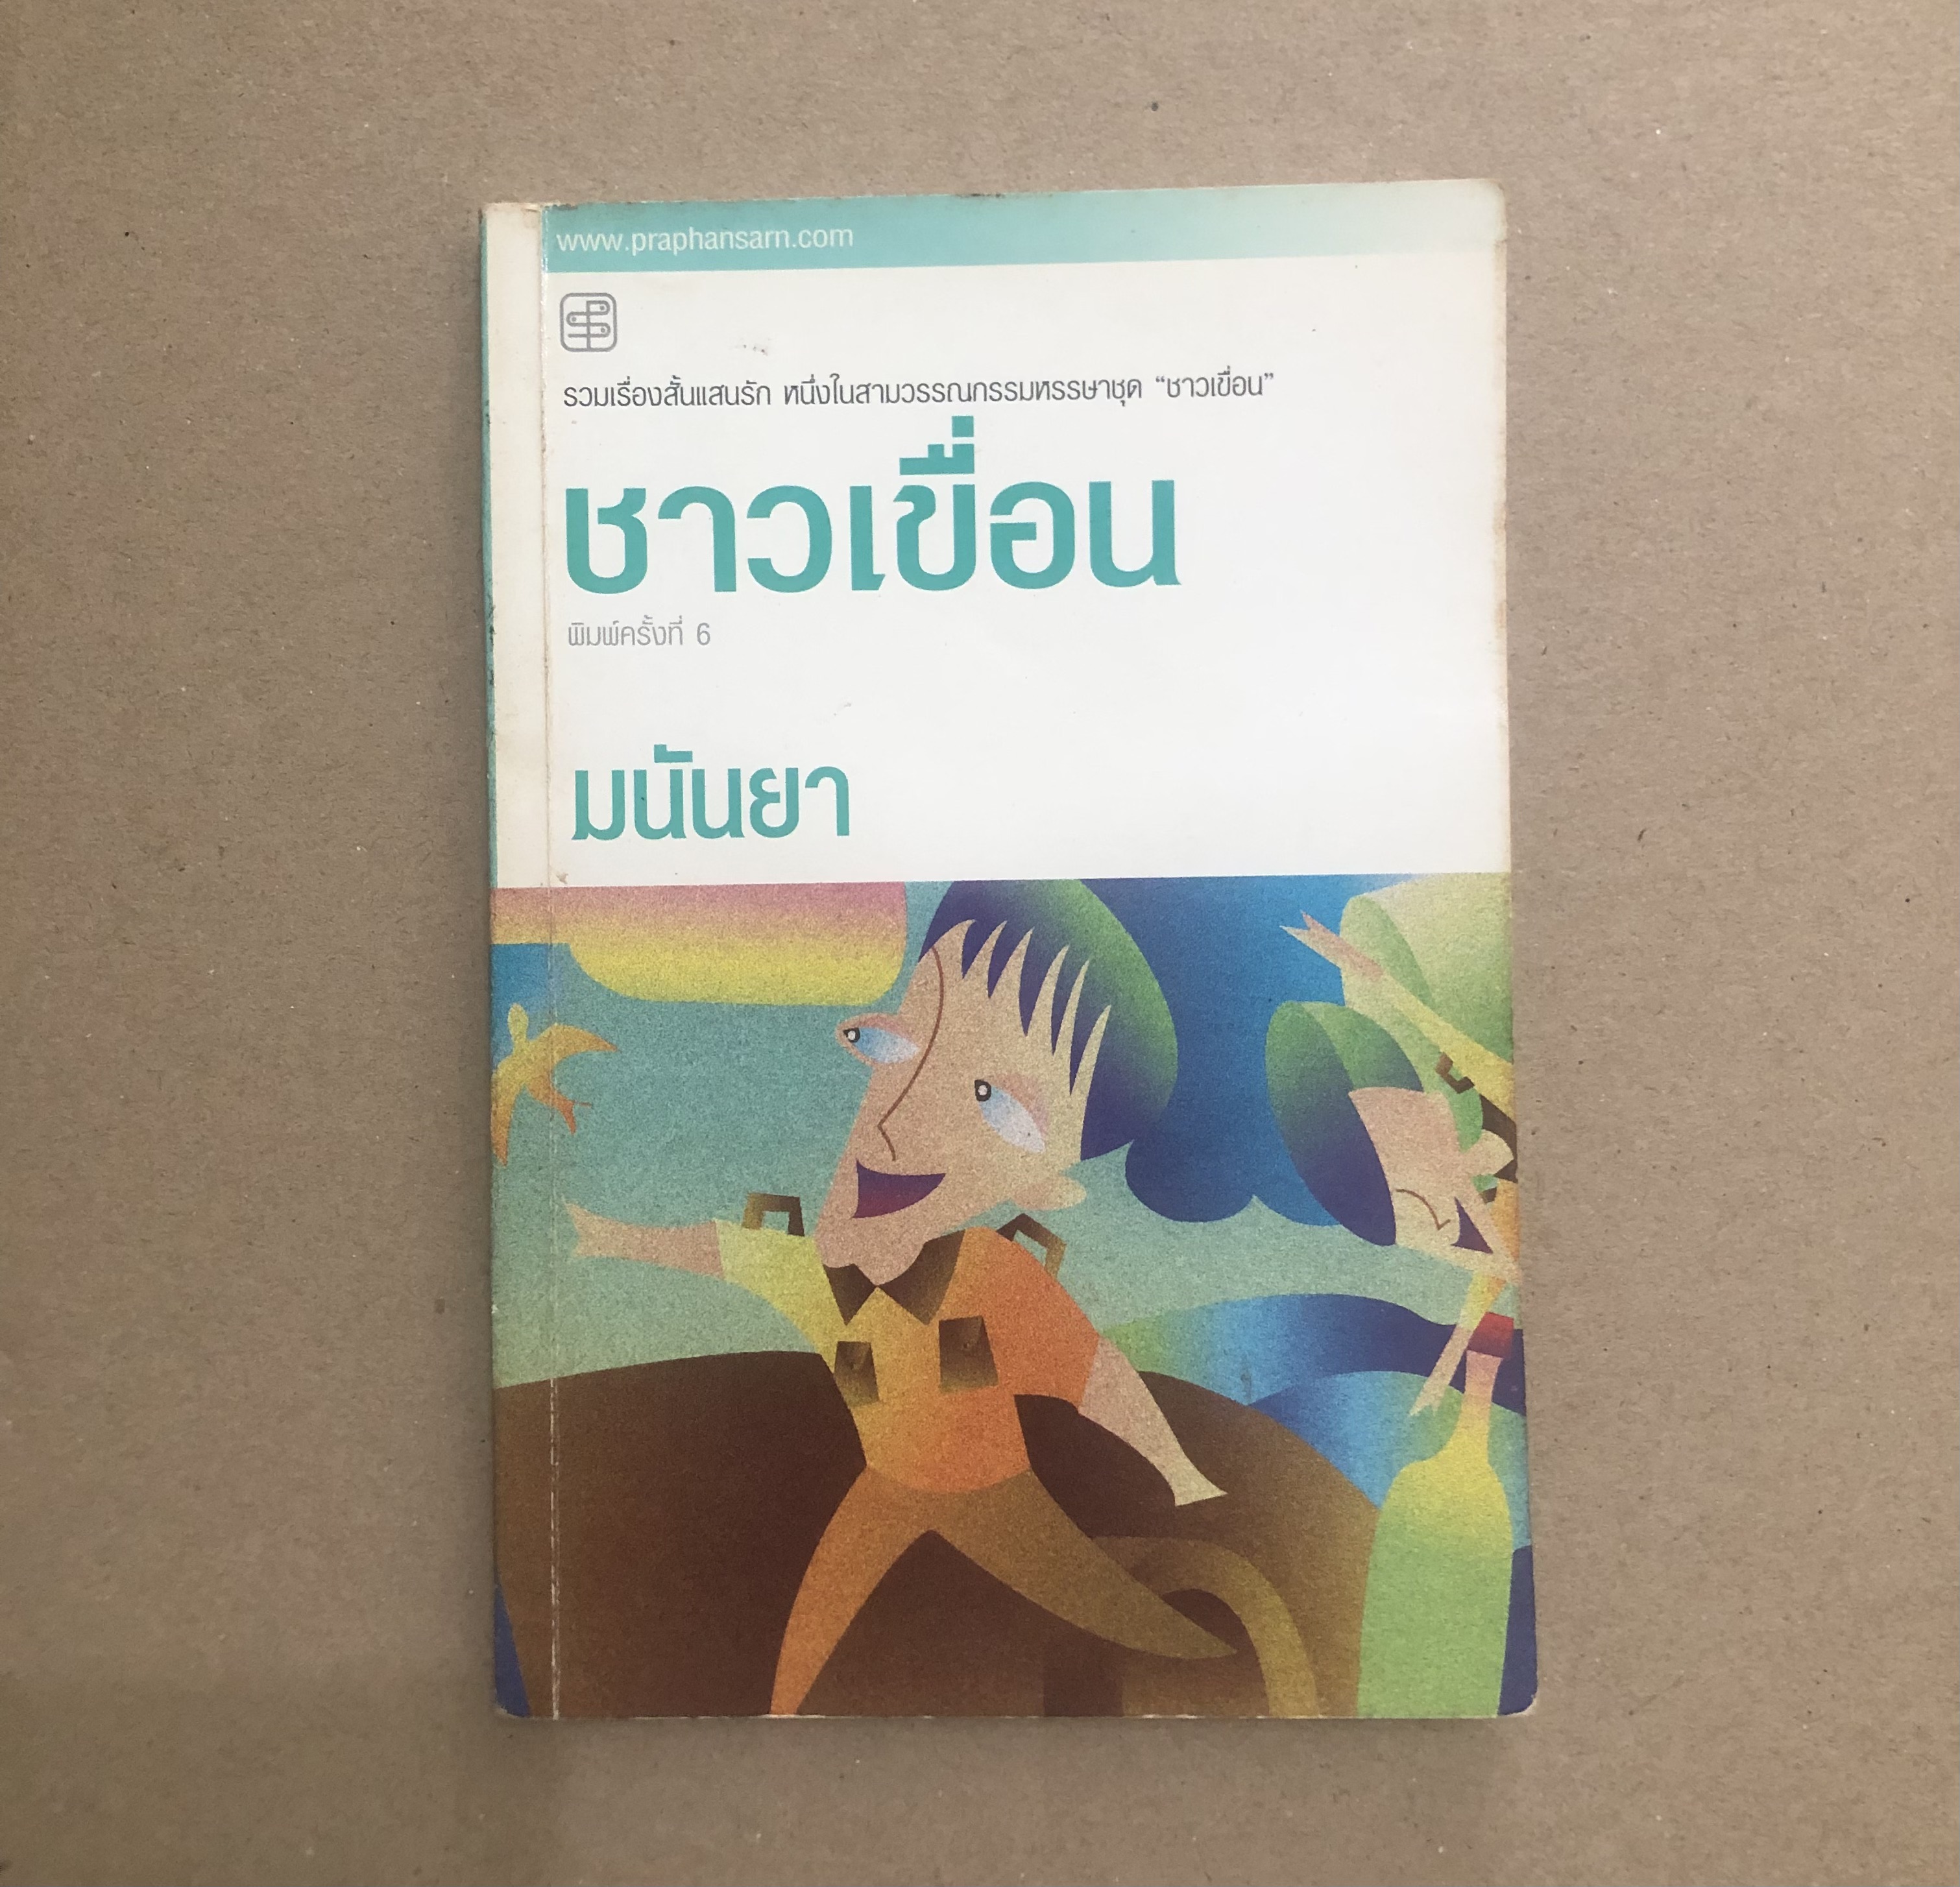 www.praphansarn.com
รวมเรื่องสั้นแสนรัก หนึ่งในสามวรรณกรรมหรรษาชุด “ชาวเขื่อน”
ชาวเขื่อน
พิมพ์ครั้งที่ 6
มนันยา